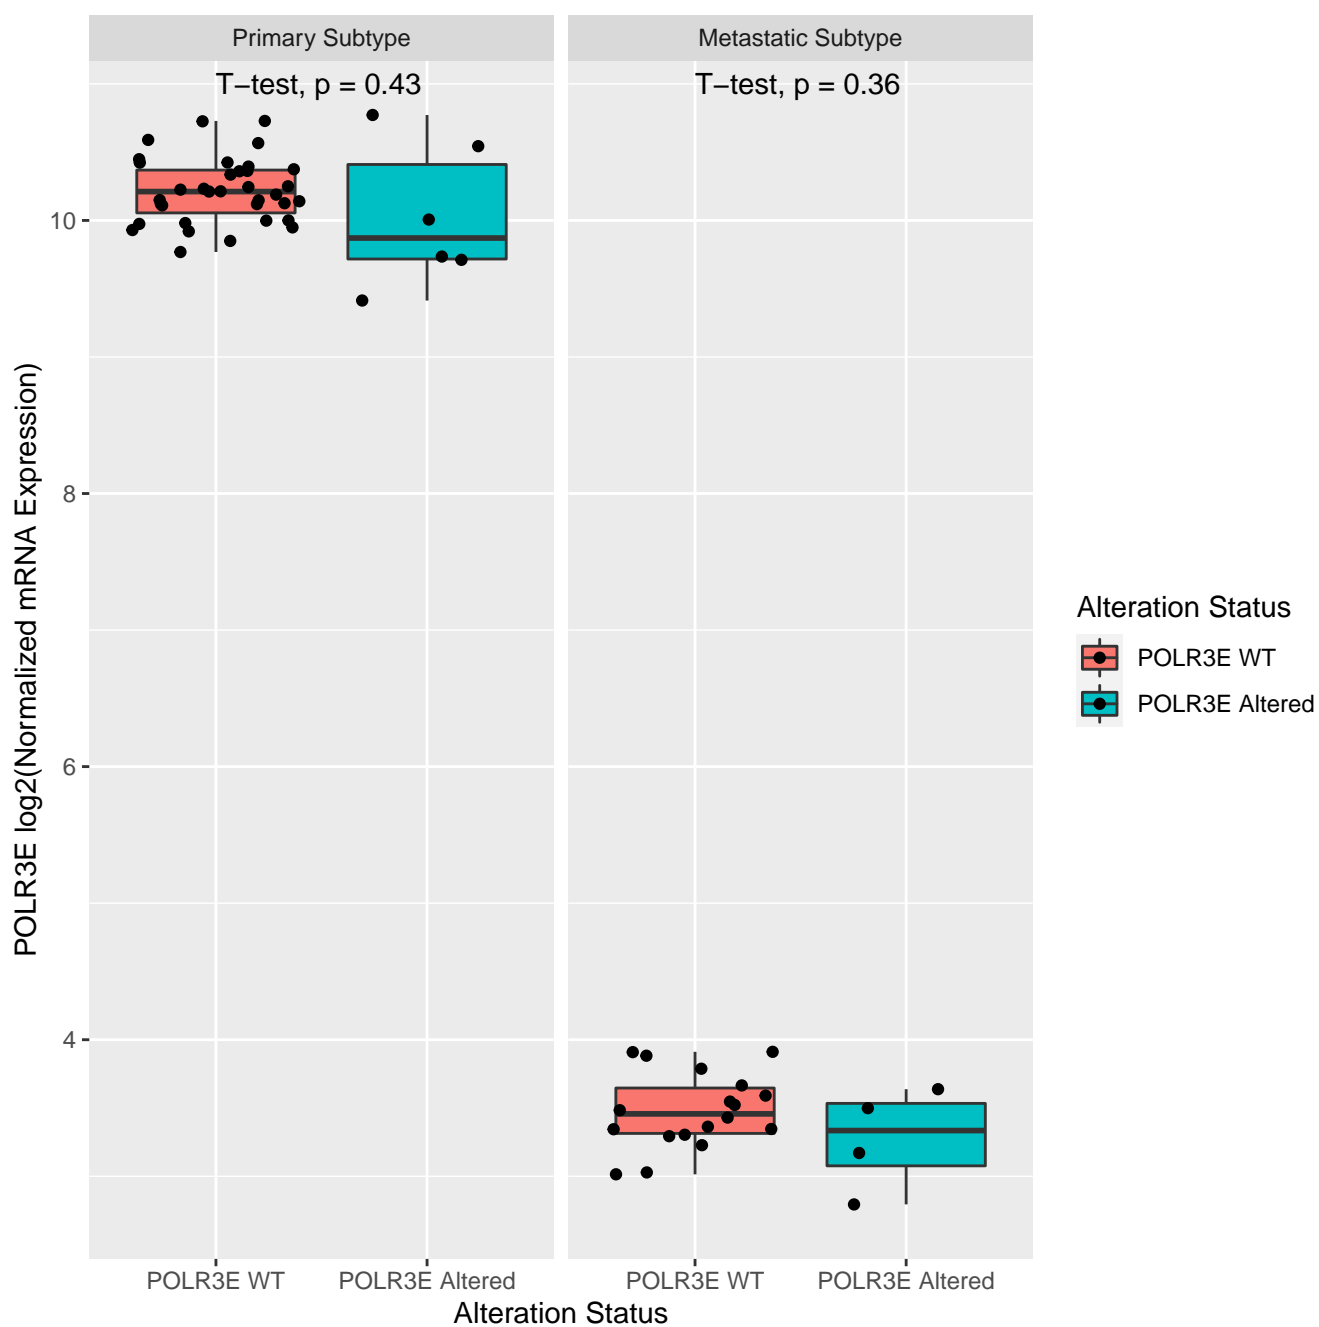 Primary Subtype
Metastatic Subtype
T−test, p = 0.43
T−test, p = 0.36
10
8
6
4
POLR3E log2(Normalized mRNA Expression)
POLR3E WT
POLR3E Altered
POLR3E WT
POLR3E Altered
Alteration Status
Alteration Status
POLR3E WT
POLR3E Altered